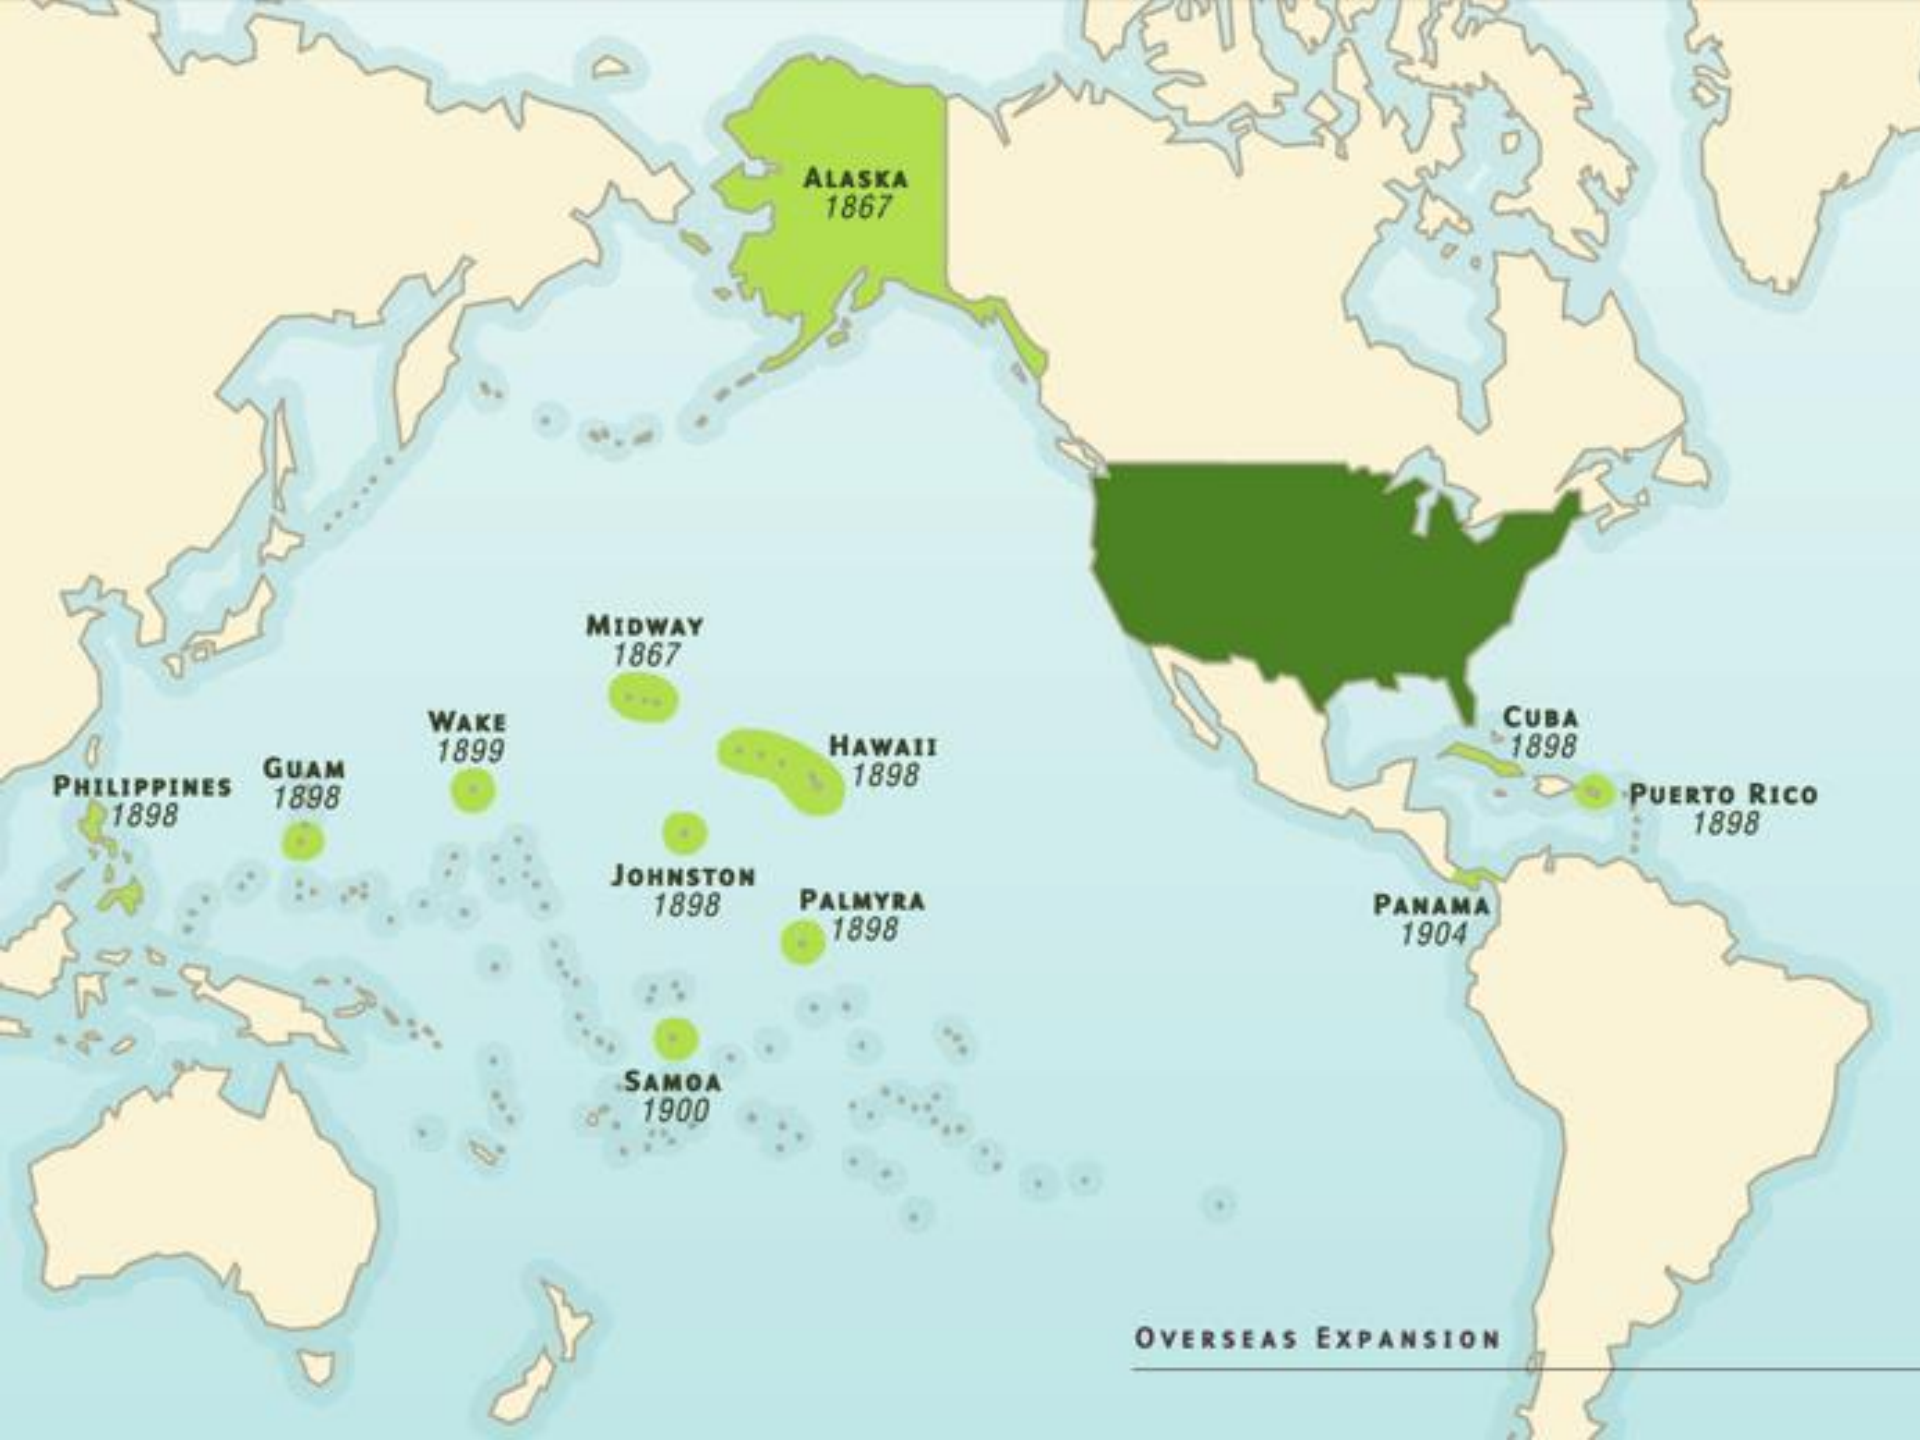 ALASKA
1867
MIDWAY
1867
WAKE
1899
HAWAII
1898
GUAM
1898
PHILIPPINES
1898
CUBA
1898
PUERTO RICO
1898
JOHNSTON
1898
PALMYRA
1898
PANAMA
1904
SAMOA
1900
OVERSEAS EXPANSION